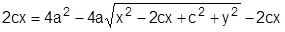 2cx = 4a² − 4a√(x² − 2cx + c² + y²) − 2cx